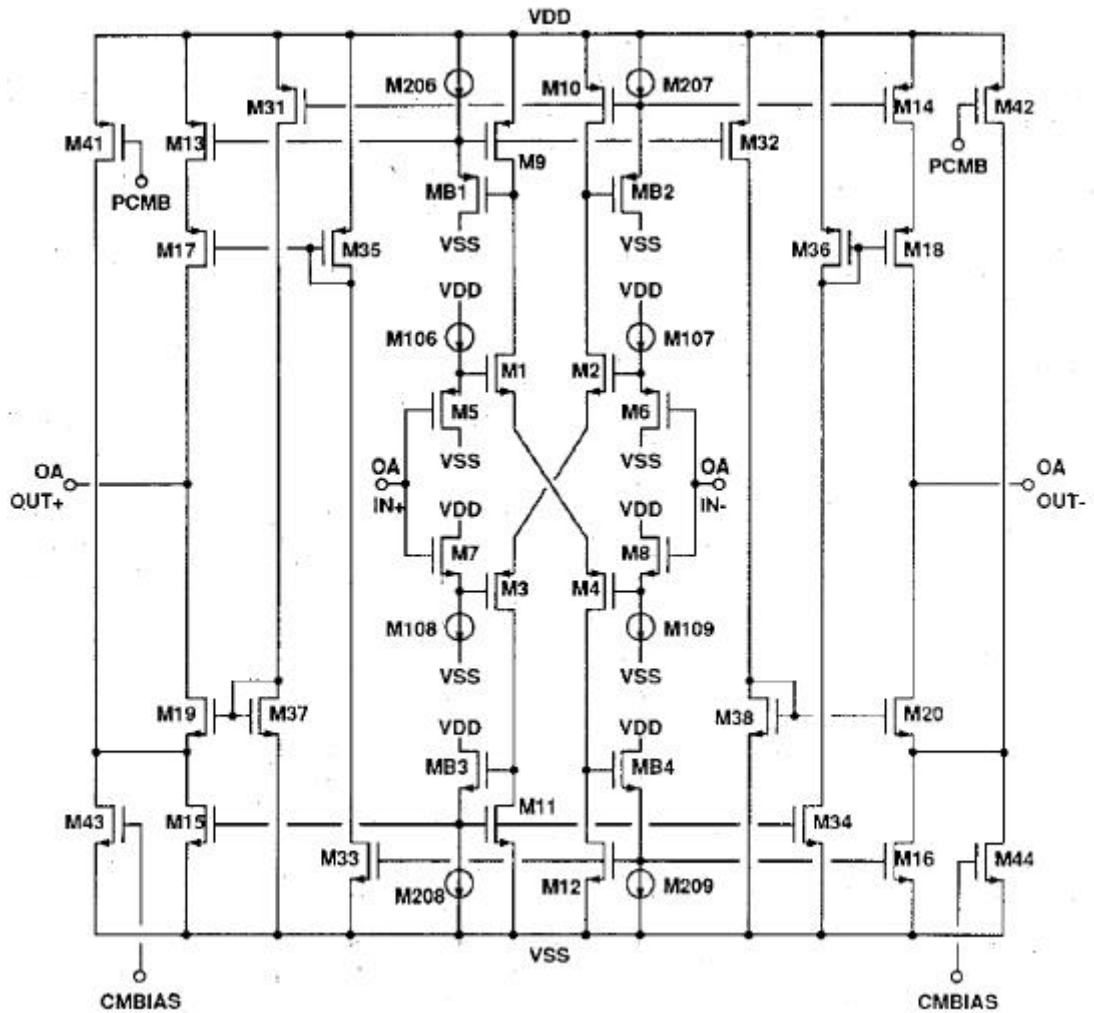 VDD
M206
M10
M207
M31
M14
M42
M41
M13
M9
M32
PCMB
PCMB
MB1
MB2
VSS
VSS
M17
M35
M36
M18
VDD
VDD
M106
M107
M1
M2
M5
M6
VSS
VSS
OA
OUT+
OA
IN+
OA
IN-
OA
OUT-
VDD
VDD
M7
M8
M3
M4
M108
M109
VSS
VSS
M19
M37
M38
M20
VDD
VDD
MB3
MB4
M43
M15
M11
M34
M33
M12
M16
M44
M208
M209
VSS
CMBIAS
CMBIAS